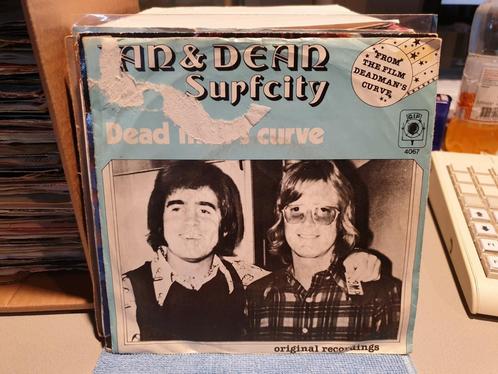 AN & DEAN
Surfcity
Dead curve
FROM
THE FILM
DEADMAN'S
CURVE
G.I.P.
4067
original recordings